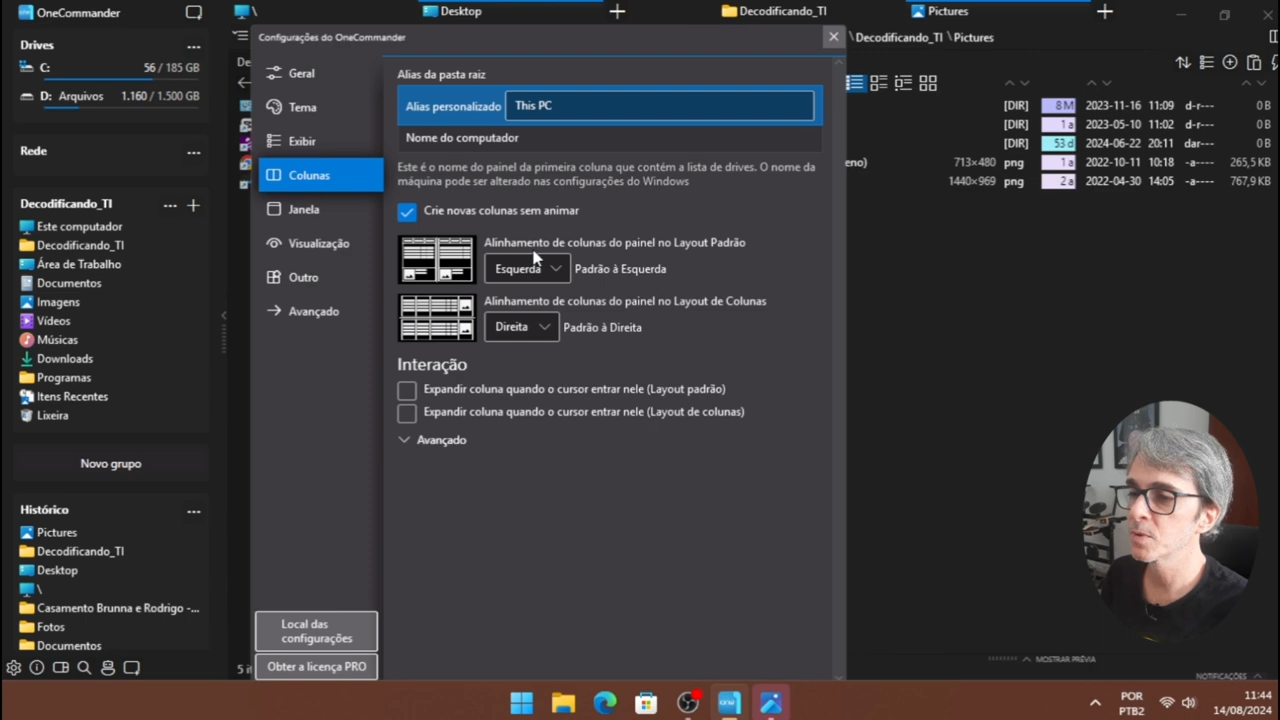 OneCommander
\
Desktop
Decodificando_TI
Pictures
Drives
C:
56 / 185 GB
D: Arquivos
1.160 / 1.500 GB
Rede
Decodificando_TI
Este computador
Decodificando_TI
Área de Trabalho
Documentos
Imagens
Vídeos
Músicas
Downloads
Programas
Itens Recentes
Lixeira
Novo grupo
Histórico
Pictures
Decodificando_TI
Desktop
\
Casamento Brunna e Rodrigo -...
Fotos
Documentos
De
5 it
Configurações do OneCommander
Geral
Tema
Exibir
Colunas
Janela
Visualização
Outro
Avançado
Local das
configurações
Obter a licença PRO
Alias da pasta raiz
Alias personalizado This PC
Nome do computador
Este é o nome do painel da primeira coluna que contém a lista de drives. O nome da
máquina pode ser alterado nas configurações do Windows
Crie novas colunas sem animar
Alinhamento de colunas do painel no Layout Padrão
Esquerda Padrão à Esquerda
Alinhamento de colunas do painel no Layout de Colunas
Direita Padrão à Direita
Interação
Expandir coluna quando o cursor entrar nele (Layout padrão)
Expandir coluna quando o cursor entrar nele (Layout de colunas)
Avançado
\Decodificando_TI \Pictures
[DIR] 8 M 2023-11-16 11:09 d-r--- 0 B
[DIR] 1 a 2023-05-10 11:02 d-r--- 0 B
[DIR] 53 d 2024-06-22 20:11 dar--- 0 B
eno) 713×480 png 1 a 2022-10-11 10:18 -a---- 265,5 KB
1440×969 png 2 a 2022-04-30 14:05 -a---- 767,9 KB
MOSTRAR PRÉVIA
NOTIFICAÇÕES
POR
PTB2
11:44
14/08/2024